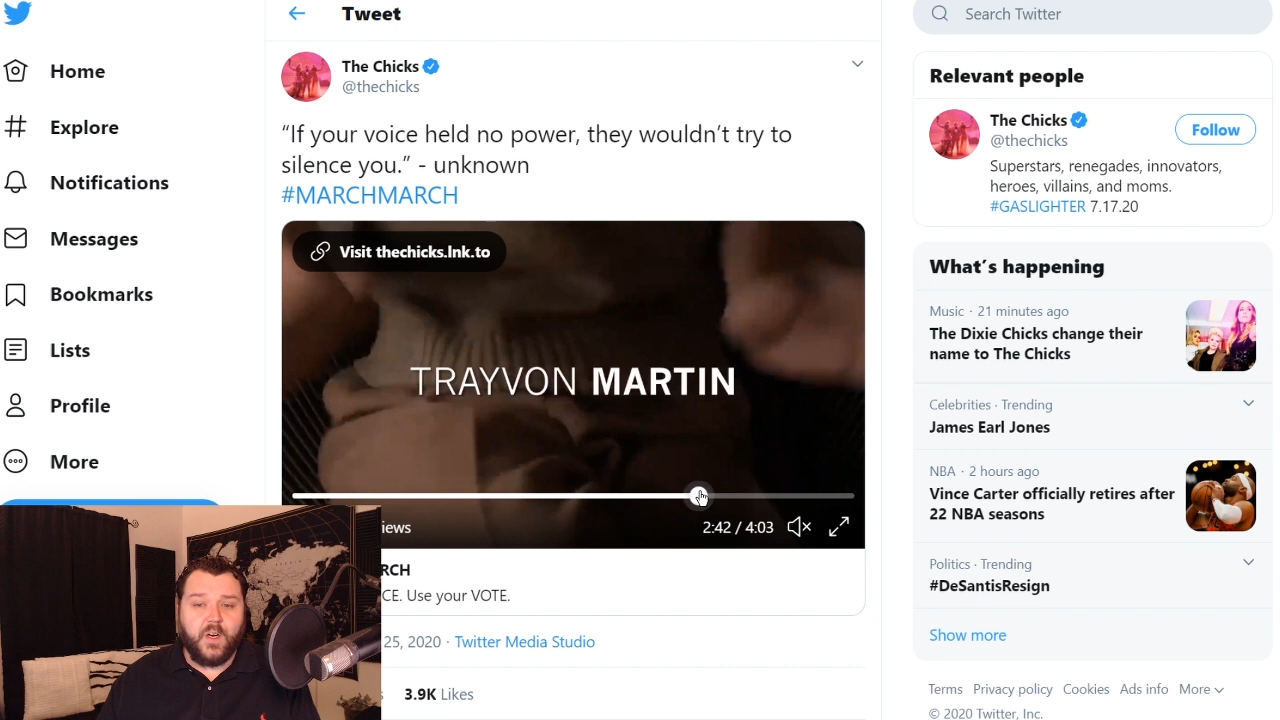 Tweet
Search Twitter
Home
Explore
Notifications
Messages
Bookmarks
Lists
Profile
More
The Chicks
@thechicks
“If your voice held no power, they wouldn’t try to
silence you.” - unknown
#MARCHMARCH
Visit thechicks.lnk.to
TRAYVON MARTIN
iews
2:42 / 4:03
RCH
CE. Use your VOTE.
25, 2020 · Twitter Media Studio
3.9K Likes
Relevant people
The Chicks
@thechicks
Follow
Superstars, renegades, innovators,
heroes, villains, and moms.
#GASLIGHTER 7.17.20
What’s happening
Music · 21 minutes ago
The Dixie Chicks change their
name to The Chicks
Celebrities · Trending
James Earl Jones
NBA · 2 hours ago
Vince Carter officially retires after
22 NBA seasons
Politics · Trending
#DeSantisResign
Show more
Terms Privacy policy Cookies Ads info More
© 2020 Twitter, Inc.